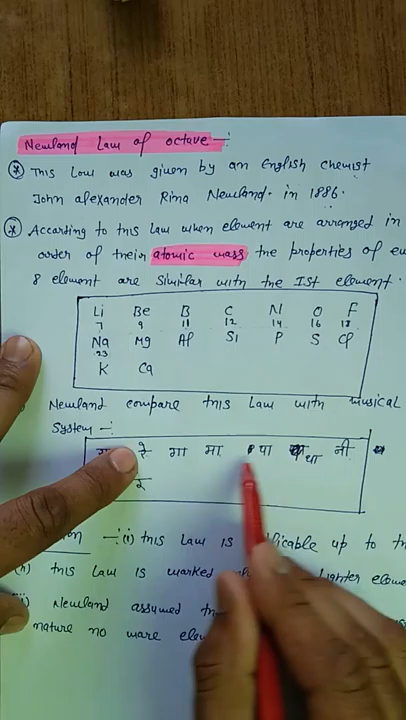 Newland Law of octave -:
This Low was given by an English chemist
John alexander Rina Newland. in 1886.
According to this Law when element are arranged in
order of their atomic mass the properties of
8 element are similar with the Ist element.
Li Be B C N O F
7 9 11 12 14 16 18
Na Mg Al Si P S Cl
23
K Ca
Newland compare this Law with musical
System -:
रे गा मा पा धा नी
-: (i) this Law is up to
this Law is marked
Newland assumed
nature no more